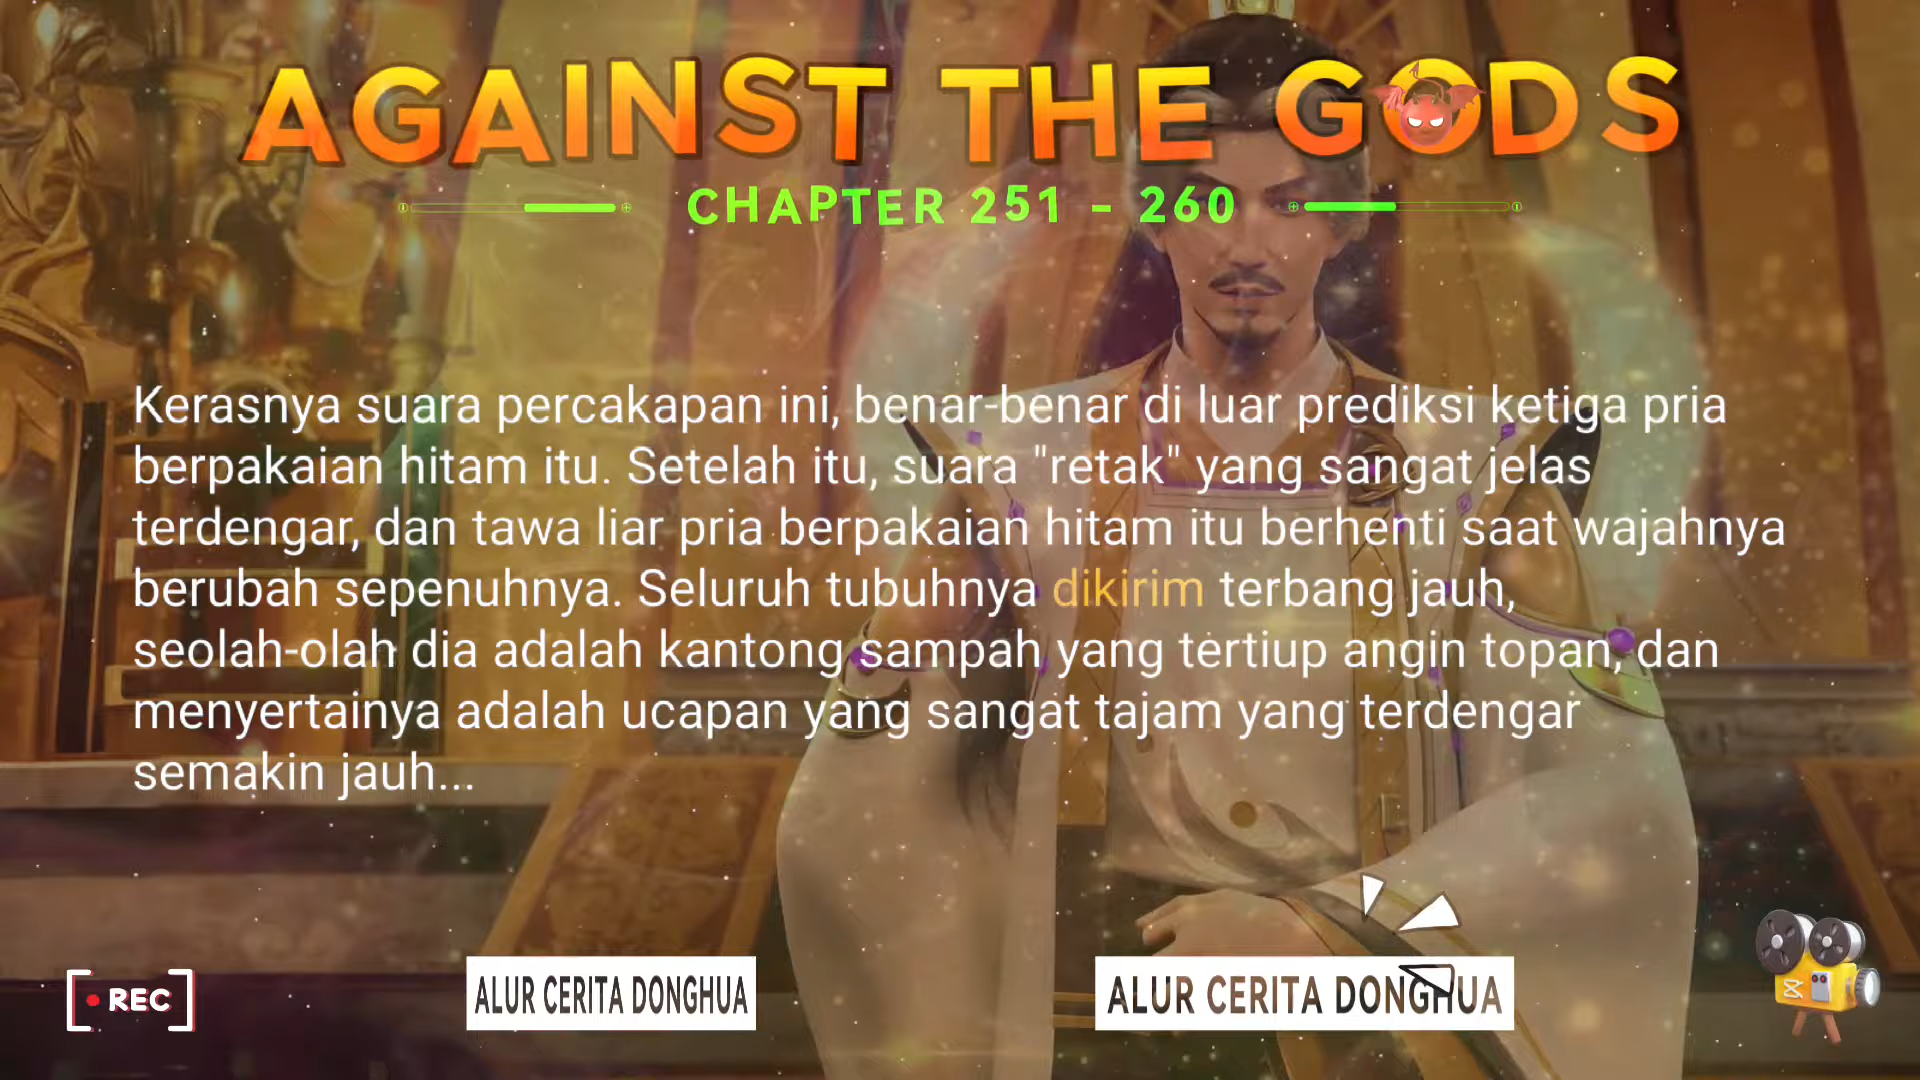 AGAINST THE GODS
CHAPTER 251 - 260
Kerasnya suara percakapan ini, benar-benar di luar prediksi ketiga pria
berpakaian hitam itu. Setelah itu, suara "retak" yang sangat jelas
terdengar, dan tawa liar pria berpakaian hitam itu berhenti saat wajahnya
berubah sepenuhnya. Seluruh tubuhnya dikirim terbang jauh,
seolah-olah dia adalah kantong sampah yang tertiup angin topan, dan
menyertainya adalah ucapan yang sangat tajam yang terdengar
semakin jauh...
REC
ALUR CERITA DONGHUA
ALUR CERITA DONGHUA